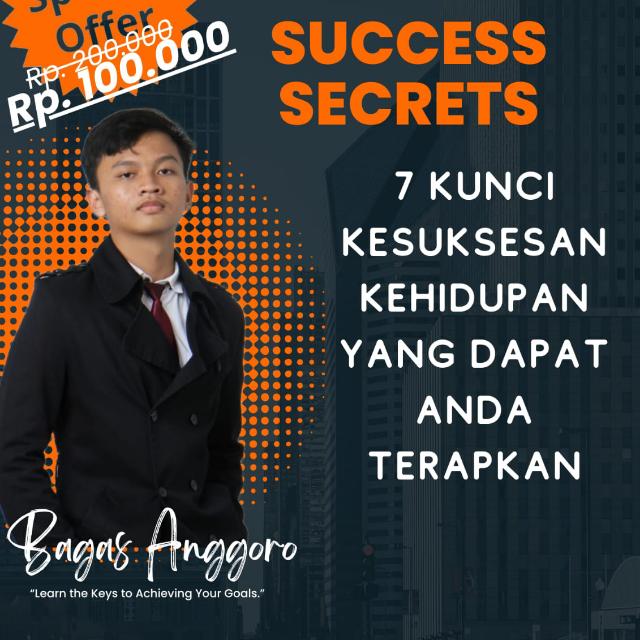 Offer
Rp. 200.000
Rp. 100.000
SUCCESS
SECRETS
7 KUNCI
KESUKSESAN
KEHIDUPAN
YANG DAPAT
ANDA
TERAPKAN
Bagas Anggoro
“Learn the Keys to Achieving Your Goals.”